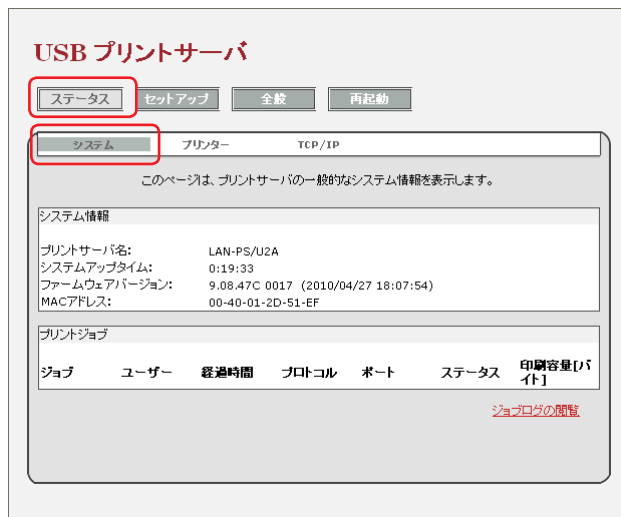 USB プリントサーバ
ステータス セットアップ 全般 再起動
システム プリンター TCP/IP
このページは、プリントサーバの一般的なシステム情報を表示します。
システム情報
プリントサーバ名: LAN-PS/U2A
システムアップタイム: 0:19:33
ファームウェアバージョン: 9.08.47C 0017 (2010/04/27 18:07:54)
MACアドレス: 00-40-01-2D-51-EF
プリントジョブ
ジョブ ユーザー 経過時間 プロトコル ポート ステータス 印刷容量[バ
イト]
ジョブログの閲覧